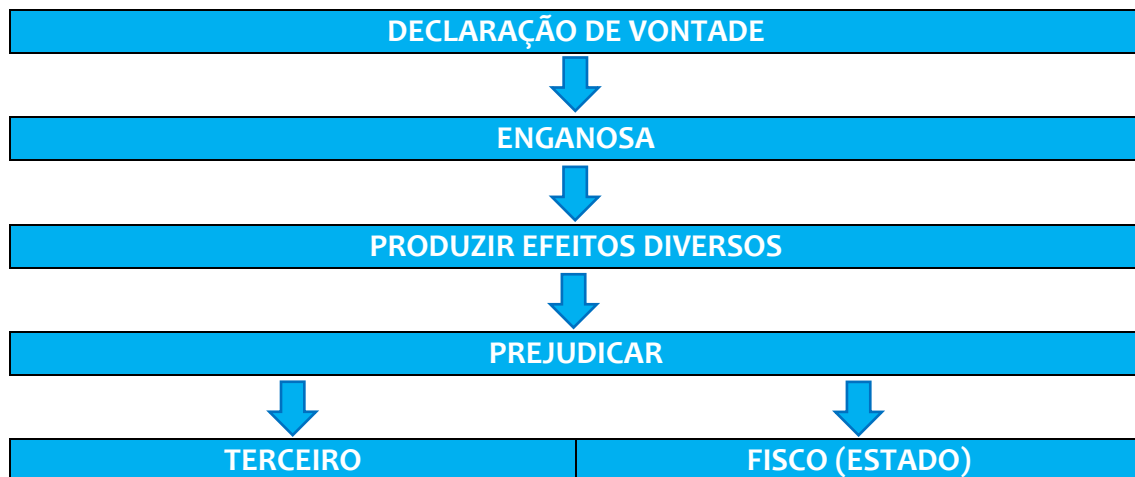 DECLARAÇÃO DE VONTADE
ENGANOSA
PRODUZIR EFEITOS DIVERSOS
PREJUDICAR
TERCEIRO
FISCO (ESTADO)